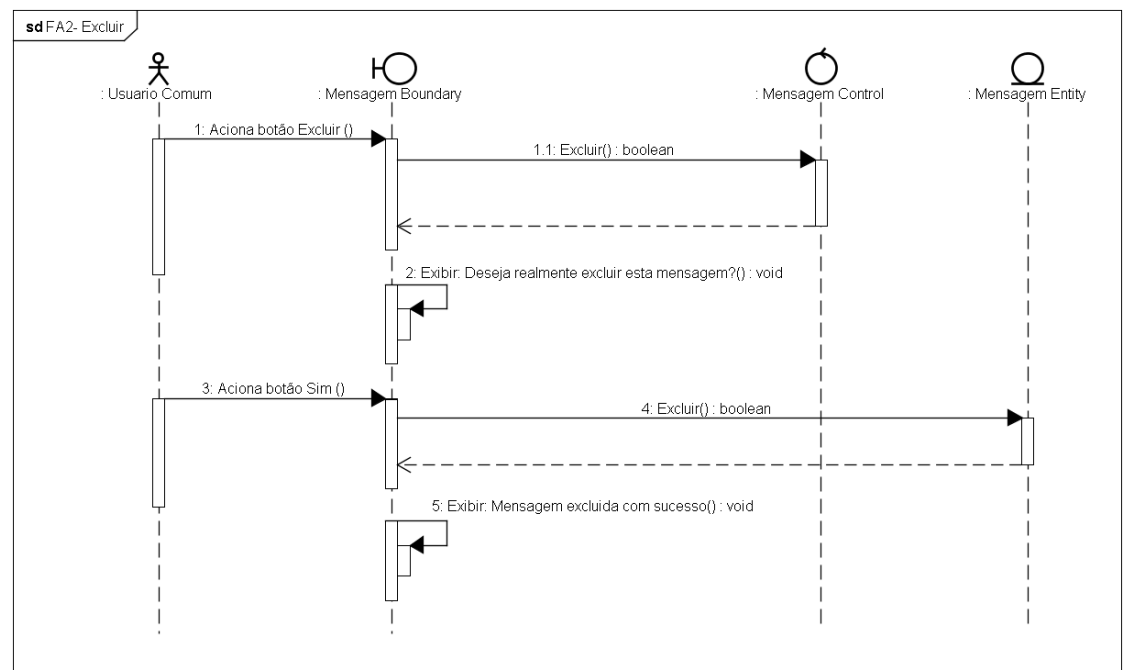 sd FA2- Excluir
: Usuario Comum
: Mensagem Boundary
: Mensagem Control
: Mensagem Entity
1: Aciona botão Excluir ()
1.1: Excluir() : boolean
2: Exibir: Deseja realmente excluir esta mensagem?() : void
3: Aciona botão Sim ()
4: Excluir() : boolean
5: Exibir: Mensagem excluida com sucesso() : void